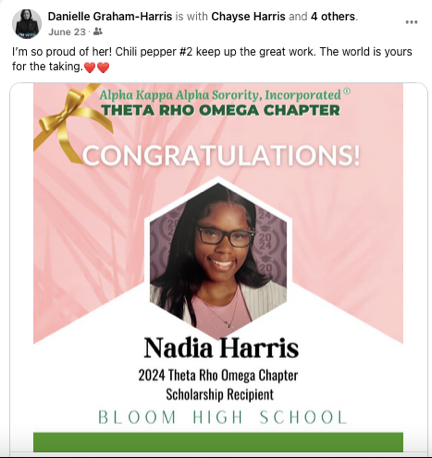 Danielle Graham-Harris is with Chayse Harris and 4 others.
June 23 ·
I'm so proud of her! Chili pepper #2 keep up the great work. The world is yours
for the taking.❤️❤️
Alpha Kappa Alpha Sorority, Incorporated®
THETA RHO OMEGA CHAPTER
CONGRATULATIONS!
Nadia Harris
2024 Theta Rho Omega Chapter
Scholarship Recipient
BLOOM HIGH SCHOOL